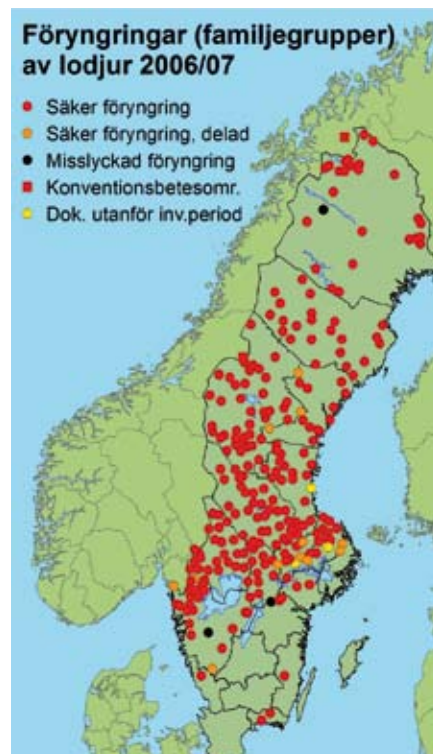 Föryngringar (familjegrupper)
av lodjur 2006/07
Säker föryngring
Säker föryngring, delad
Misslyckad föryngring
Konventionsbetesomr.
Dok. utanför inv.period